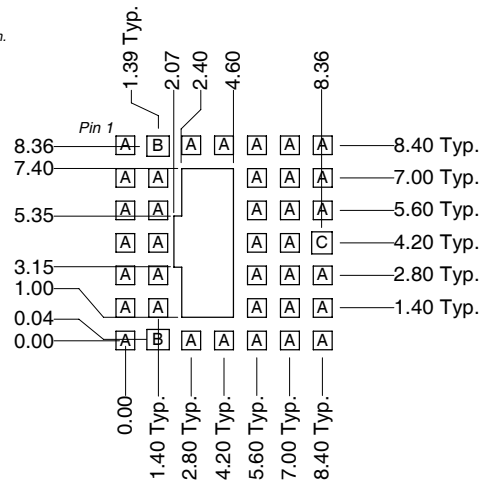 n.
1.39 Typ.
2.07
2.40
4.60
8.36
Pin 1
8.36 A B A A A A A 8.40 Typ.
7.40 A A A A A 7.00 Typ.
5.35 A A A A A 5.60 Typ.
A A A A C 4.20 Typ.
3.15 A A A A A 2.80 Typ.
1.00 A A A A A 1.40 Typ.
0.04
0.00 A B A A A A A
0.00
1.40 Typ.
2.80 Typ.
4.20 Typ.
5.60 Typ.
7.00 Typ.
8.40 Typ.